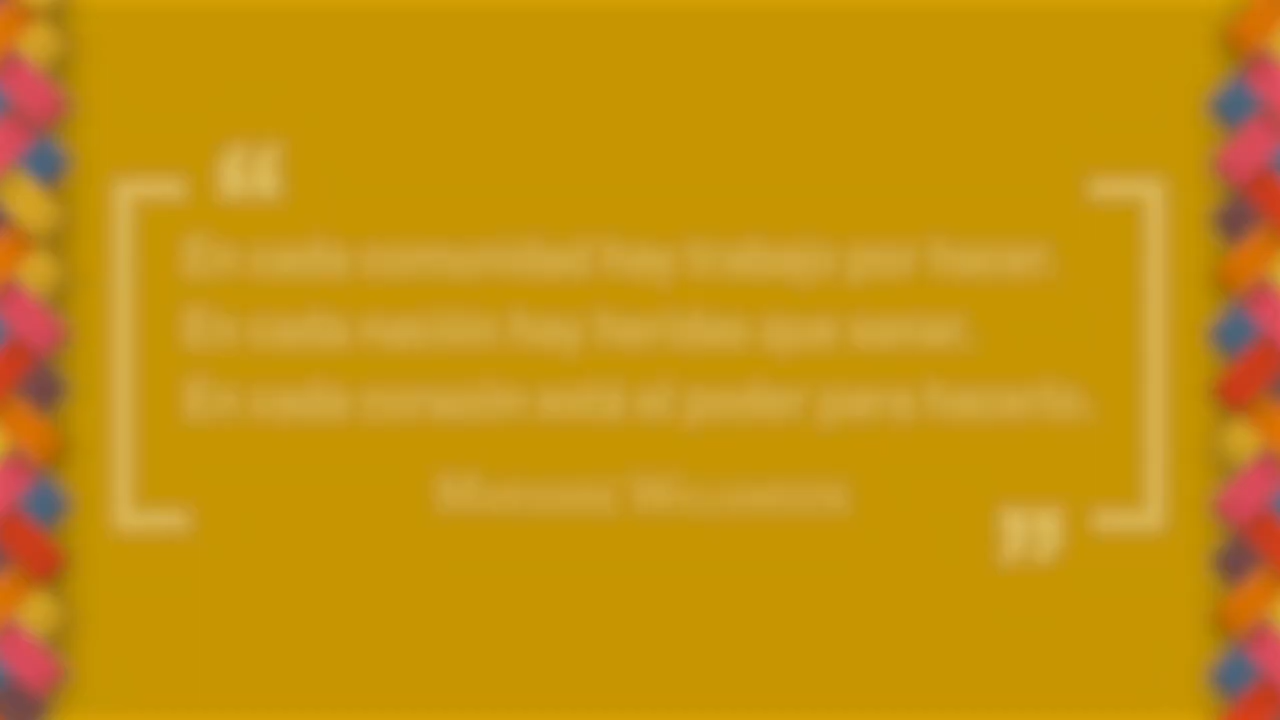 “
En cada comunidad hay trabajo por hacer.
En cada nación hay heridas que sanar.
En cada corazón está el poder para hacerlo.
Marianne Williamson
”